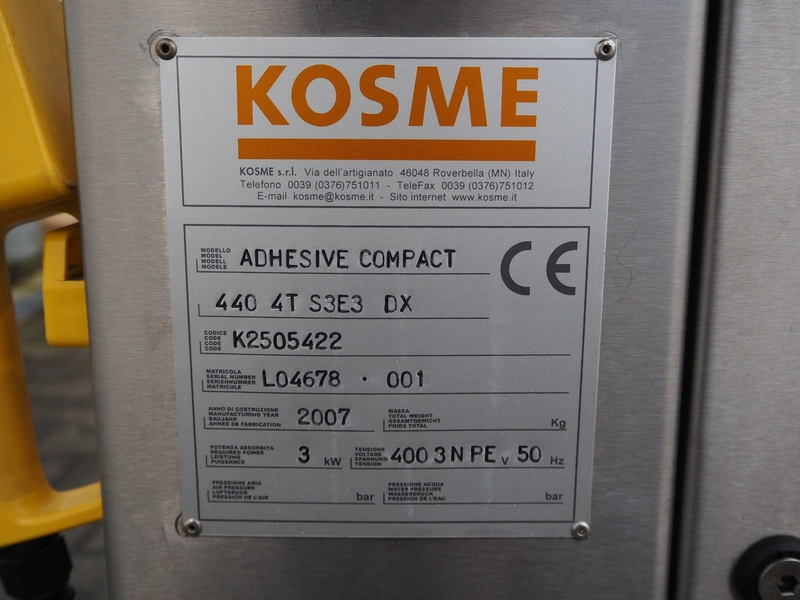 KOSME
KOSME s.r.l. Via dell'artigianato 46048 Roverbella (MN) Italy
Telefono 0039 (0376)751011 - TeleFax 0039 (0376)751012
E-mail kosme@kosme.it - Sito internet www.kosme.it
MODELLO
MODEL
MODELL
MODELE
ADHESIVE COMPACT
CE
440 4T S3E3 DX
CODICE
CODE
CODE
CODE
K2505422
MATRICOLA
SERIAL NUMBER
SERIENNUMMER
MATRICULE
L04678 · 001
ANNO DI COSTRUZIONE
MANUFACTURING YEAR
BAUJAHR
ANNEE DE FABRICATION
2007
MASSA
TOTAL WEIGHT
GESAMTGEWICHT
POIDS TOTAL
Kg
POTENZA ASSORBITA
REQUIRED POWER
LEISTUNG
PUISSANCE
3 kW
TENSIONE
VOLTAGE
SPANNUNG
TENSION
400 3 N PE V 50 Hz
PRESSIONE ARIA
AIR PRESSURE
LUFTDRUCK
PRESSION DE L'AIR
bar
PRESSIONE ACQUA
WATER PRESSURE
WASSERDRUCK
PRESSION DE L'EAU
bar